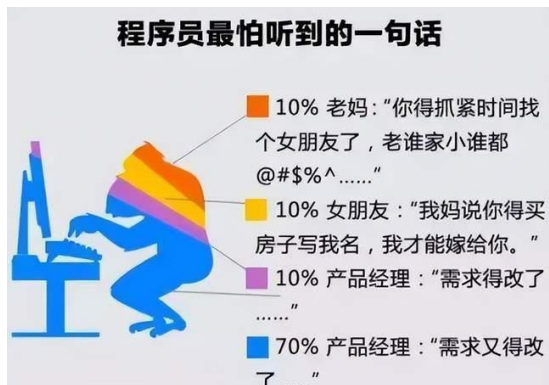 程序员最怕听到的一句话
10% 老妈：“你得抓紧时间找
个女朋友了，老谁家小谁都
@#$%^……”
10% 女朋友：“我妈说你得买
房子写我名，我才能嫁给你。”
10% 产品经理：“需求得改了
……”
70% 产品经理：“需求又得改
了……”